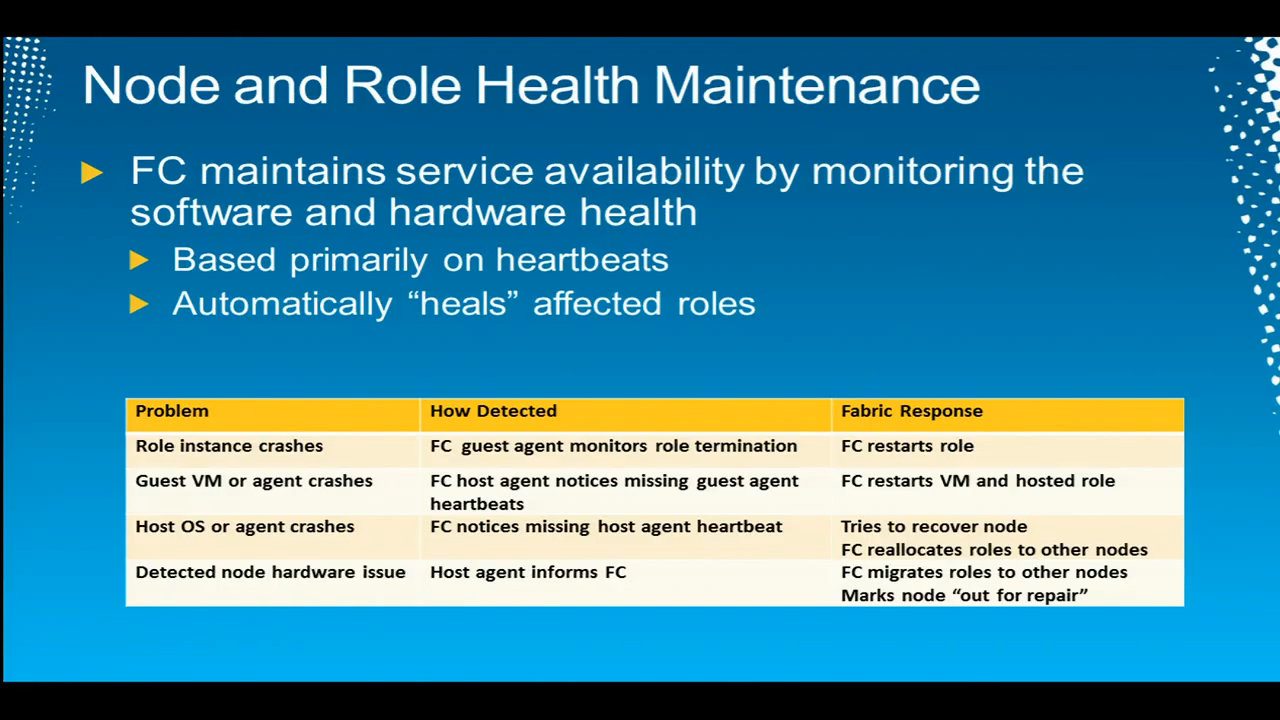 Node and Role Health Maintenance
FC maintains service availability by monitoring the
software and hardware health
Based primarily on heartbeats
Automatically “heals” affected roles
Problem How Detected Fabric Response
Role instance crashes FC guest agent monitors role termination FC restarts role
Guest VM or agent crashes FC host agent notices missing guest agent FC restarts VM and hosted role
heartbeats
Host OS or agent crashes FC notices missing host agent heartbeat Tries to recover node
FC reallocates roles to other nodes
Detected node hardware issue Host agent informs FC FC migrates roles to other nodes
Marks node “out for repair”